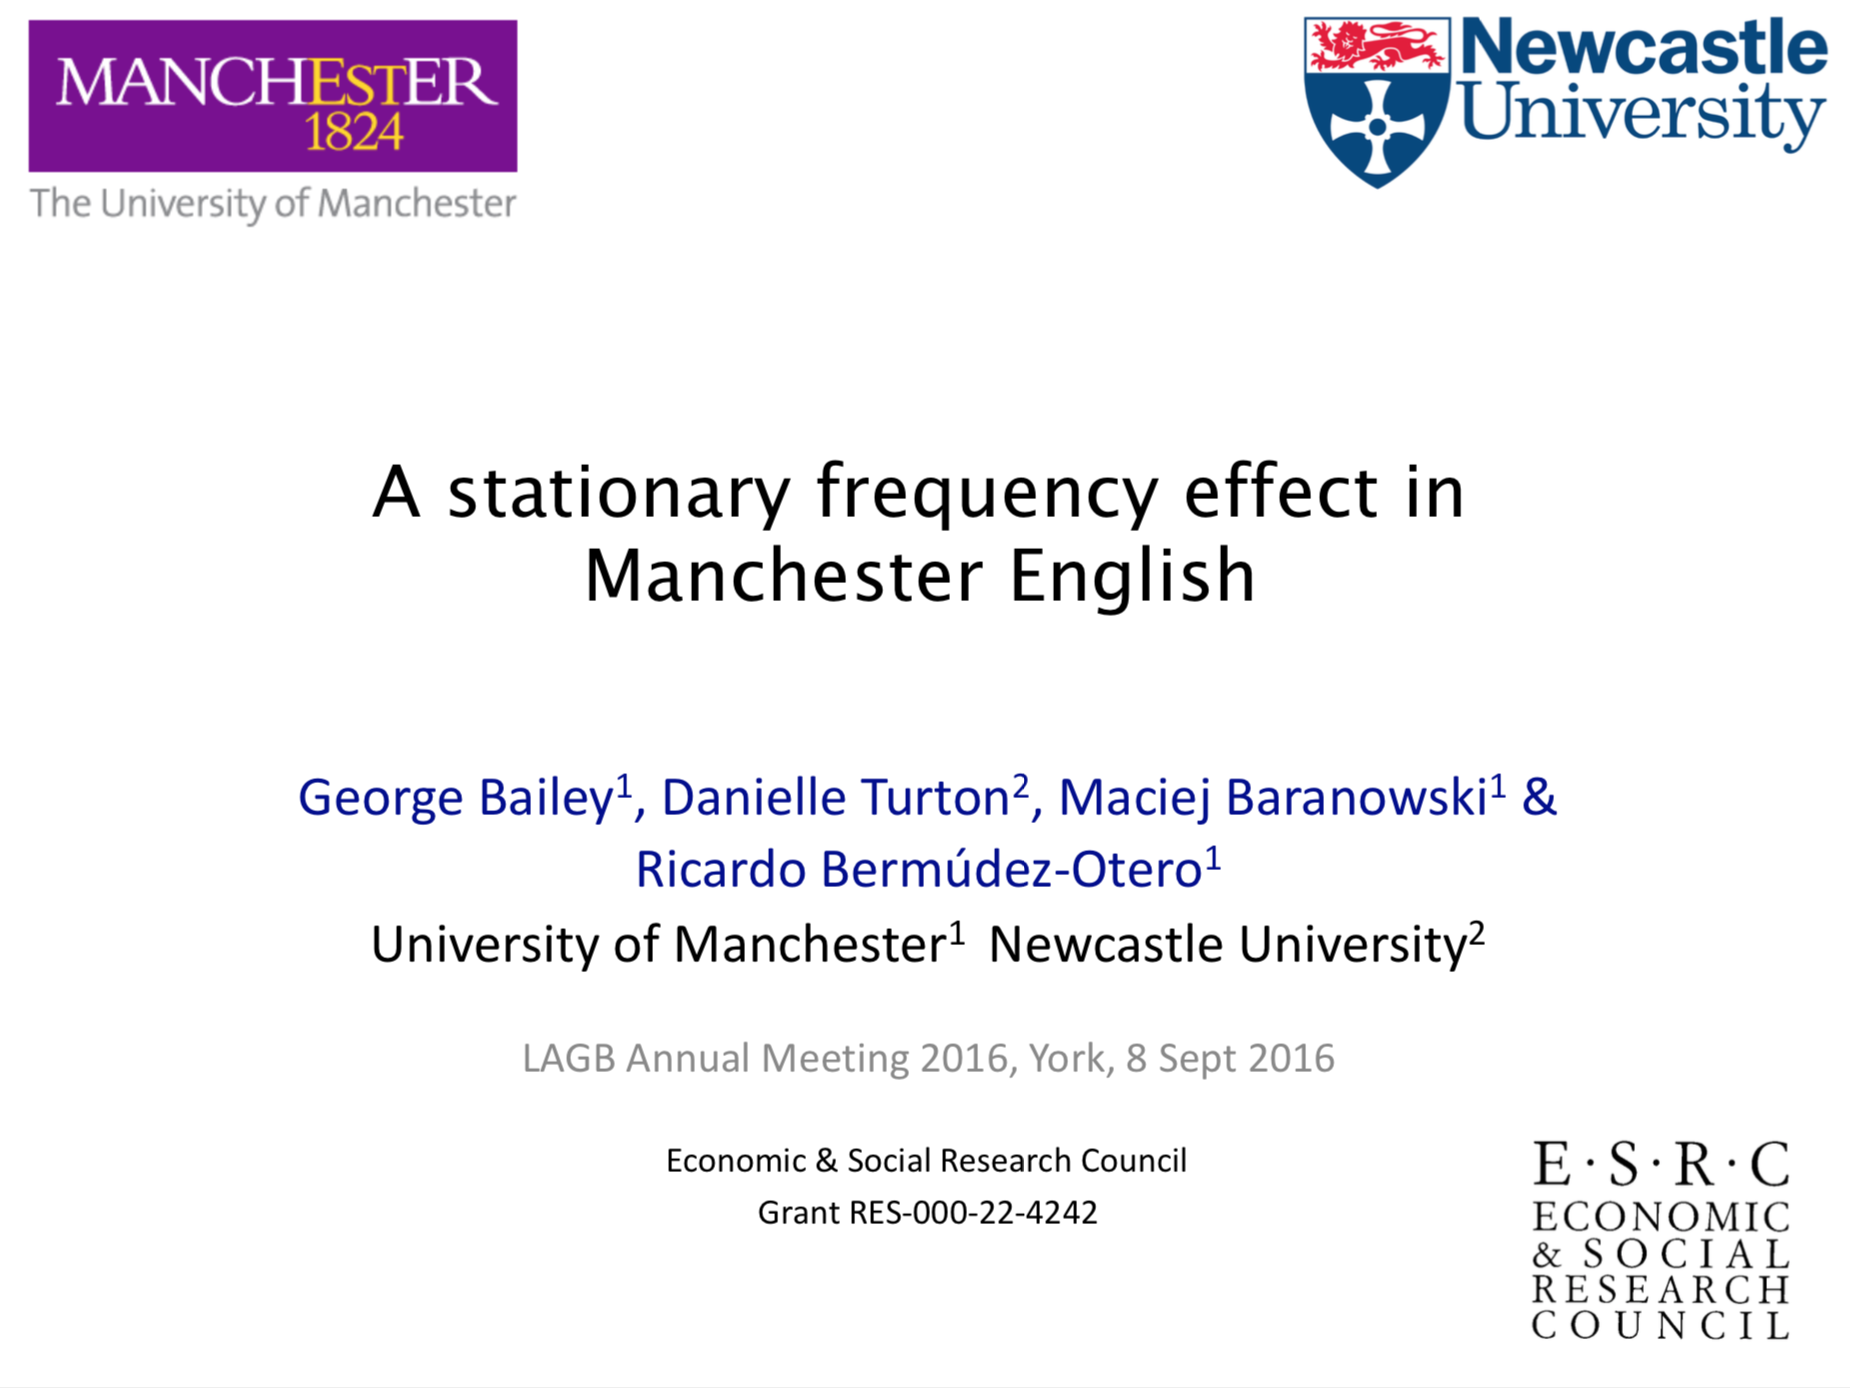 MANCHESTER
1824
The University of Manchester
Newcastle
University
A stationary frequency effect in
Manchester English
George Bailey¹, Danielle Turton², Maciej Baranowski¹ &
Ricardo Bermúdez-Otero¹
University of Manchester¹ Newcastle University²
LAGB Annual Meeting 2016, York, 8 Sept 2016
Economic & Social Research Council
Grant RES-000-22-4242
E·S·R·C
ECONOMIC
& SOCIAL
RESEARCH
COUNCIL